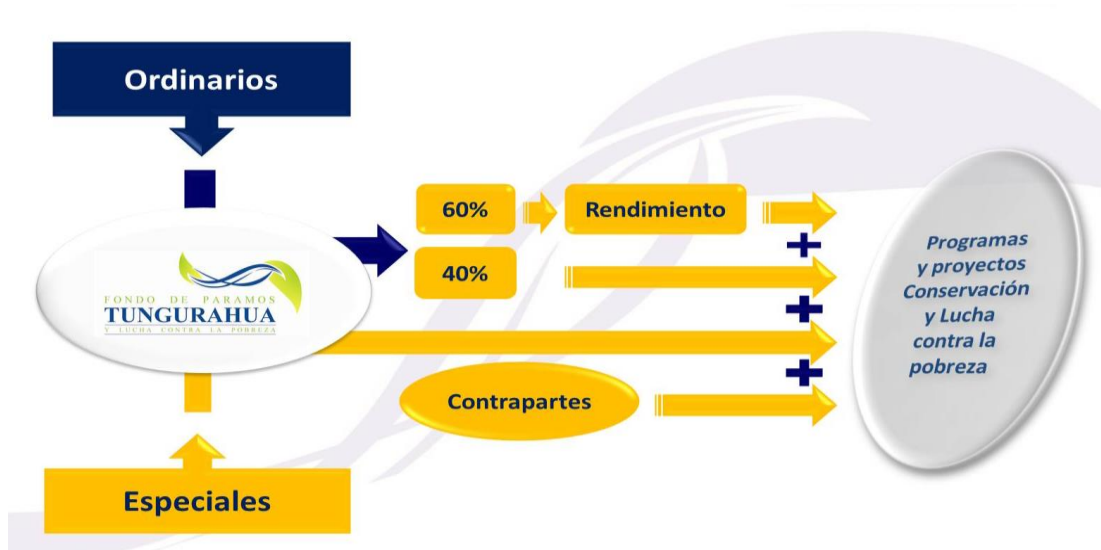 Ordinarios
60%
Rendimiento
40%
FONDO DE PARAMOS
TUNGURAHUA
Y LUCHA CONTRA LA POBREZA
Contrapartes
Especiales
Programas
y proyectos
Conservación
y Lucha
contra la
pobreza